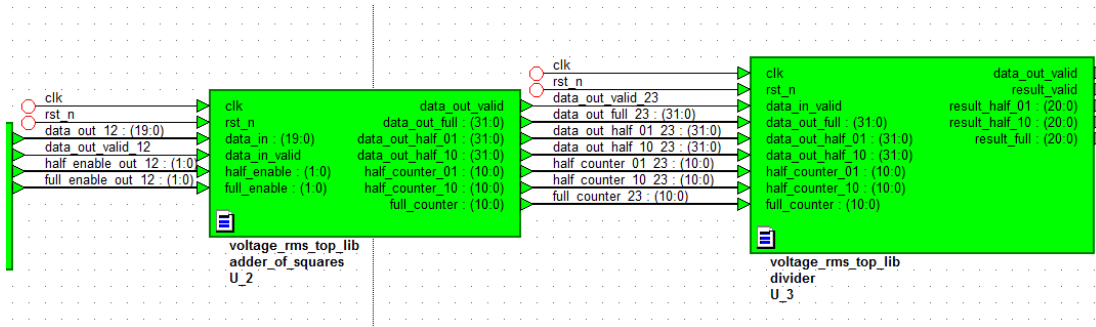 clk
rst_n
data_out_12 : (19:0)
data_out_valid_12
half_enable_out_12 : (1:0)
full_enable_out_12 : (1:0)
clk
rst_n
data_in : (19:0)
data_in_valid
half_enable : (1:0)
full_enable : (1:0)
data_out_valid
data_out_full : (31:0)
data_out_half_01 : (31:0)
data_out_half_10 : (31:0)
half_counter_01 : (10:0)
half_counter_10 : (10:0)
full_counter : (10:0)
voltage_rms_top_lib
adder_of_squares
U_2
clk
rst_n
data_out_valid_23
data_out_full_23 : (31:0)
data_out_half_01_23 : (31:0)
data_out_half_10_23 : (31:0)
half_counter_01_23 : (10:0)
half_counter_10_23 : (10:0)
full_counter_23 : (10:0)
clk
rst_n
data_in_valid
data_out_full : (31:0)
data_out_half_01 : (31:0)
data_out_half_10 : (31:0)
half_counter_01 : (10:0)
half_counter_10 : (10:0)
full_counter : (10:0)
data_out_valid
result_valid
result_half_01 : (20:0)
result_half_10 : (20:0)
result_full : (20:0)
voltage_rms_top_lib
divider
U_3